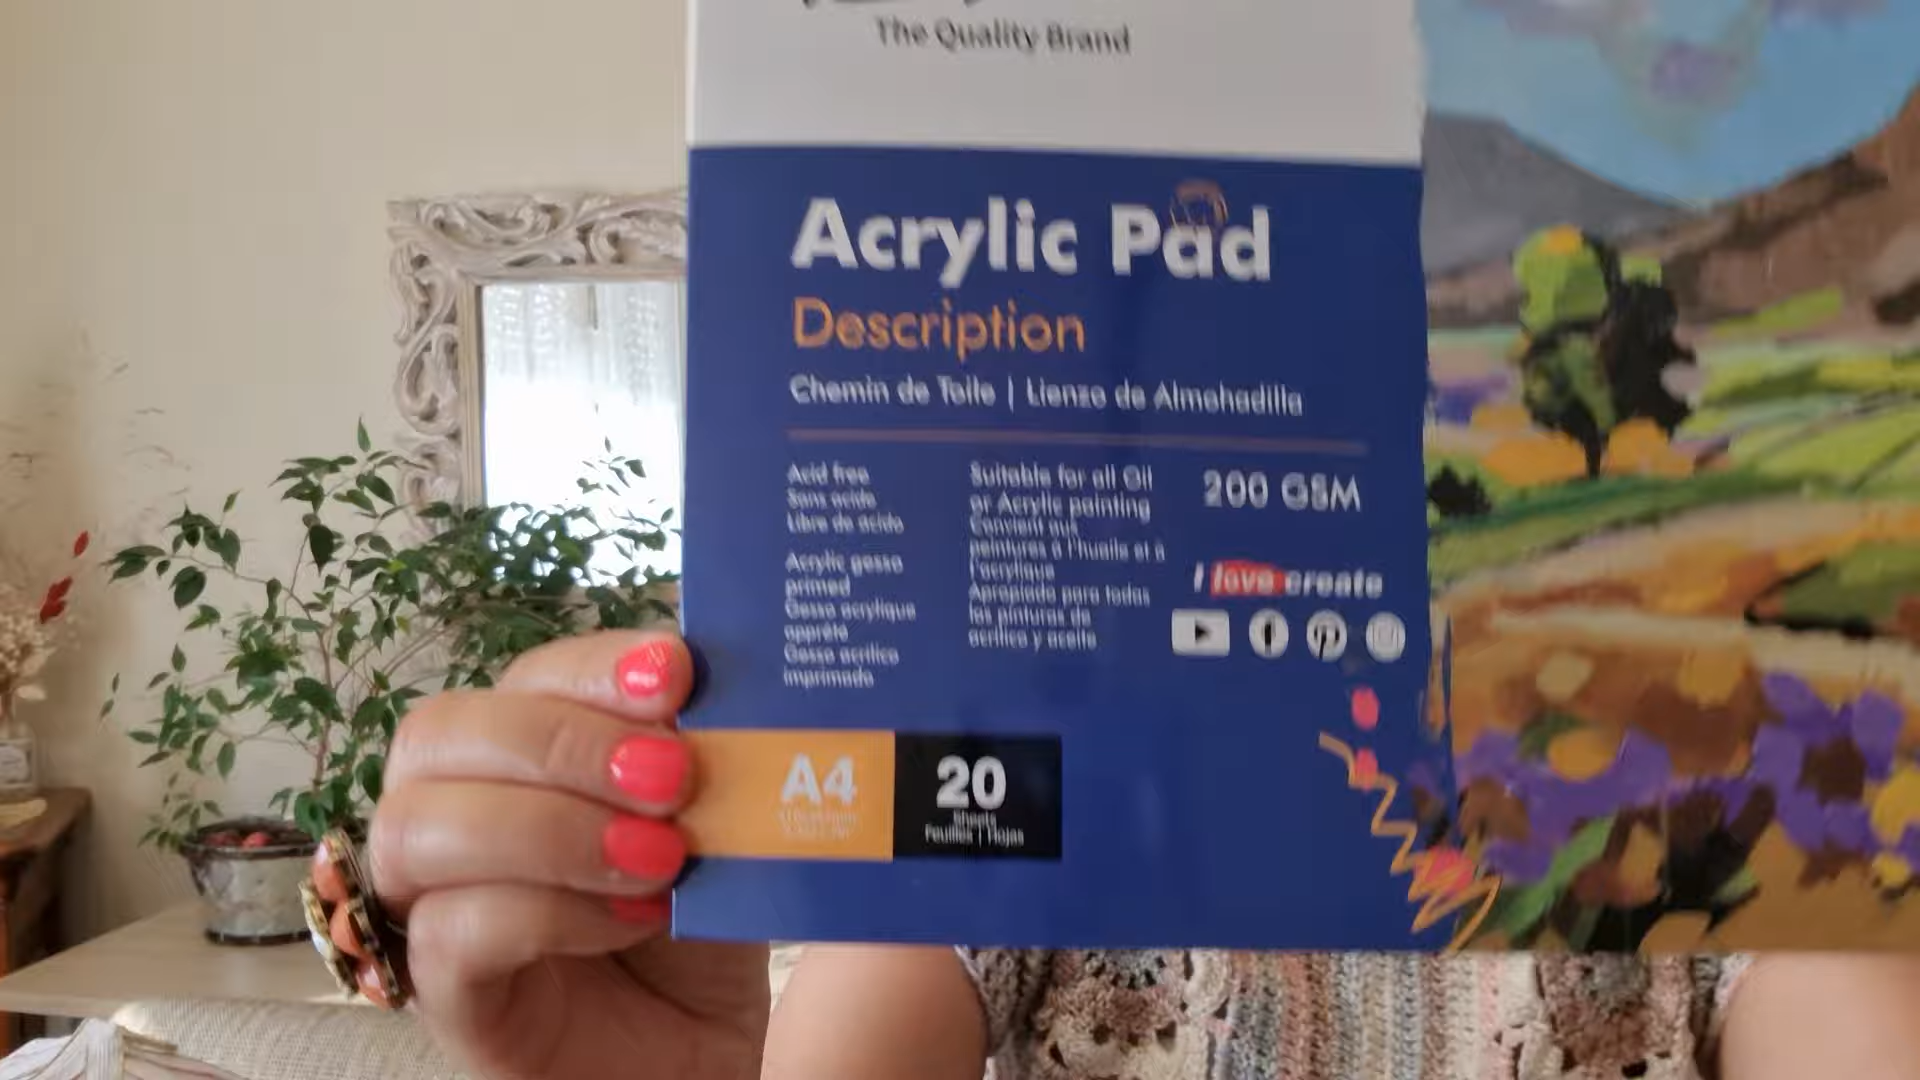 The Quality Brand
Acrylic Pad
Description
Chemin de Toile | Lienzo de Almohadilla
Acid free
Sans acide
Libre de acido
Acrylic gesso
primed
Gesso acrylique
apprêté
Gesso acrílico
imprimado
Suitable for all Oil
or Acrylic painting
Convient aux
peintures à l'huaile et à
l'acrylique
Apropiado para todas
las pinturas de
acrílico y aceite
200 GSM
I love create
A4
20
Sheets
Feuilles | Hojas